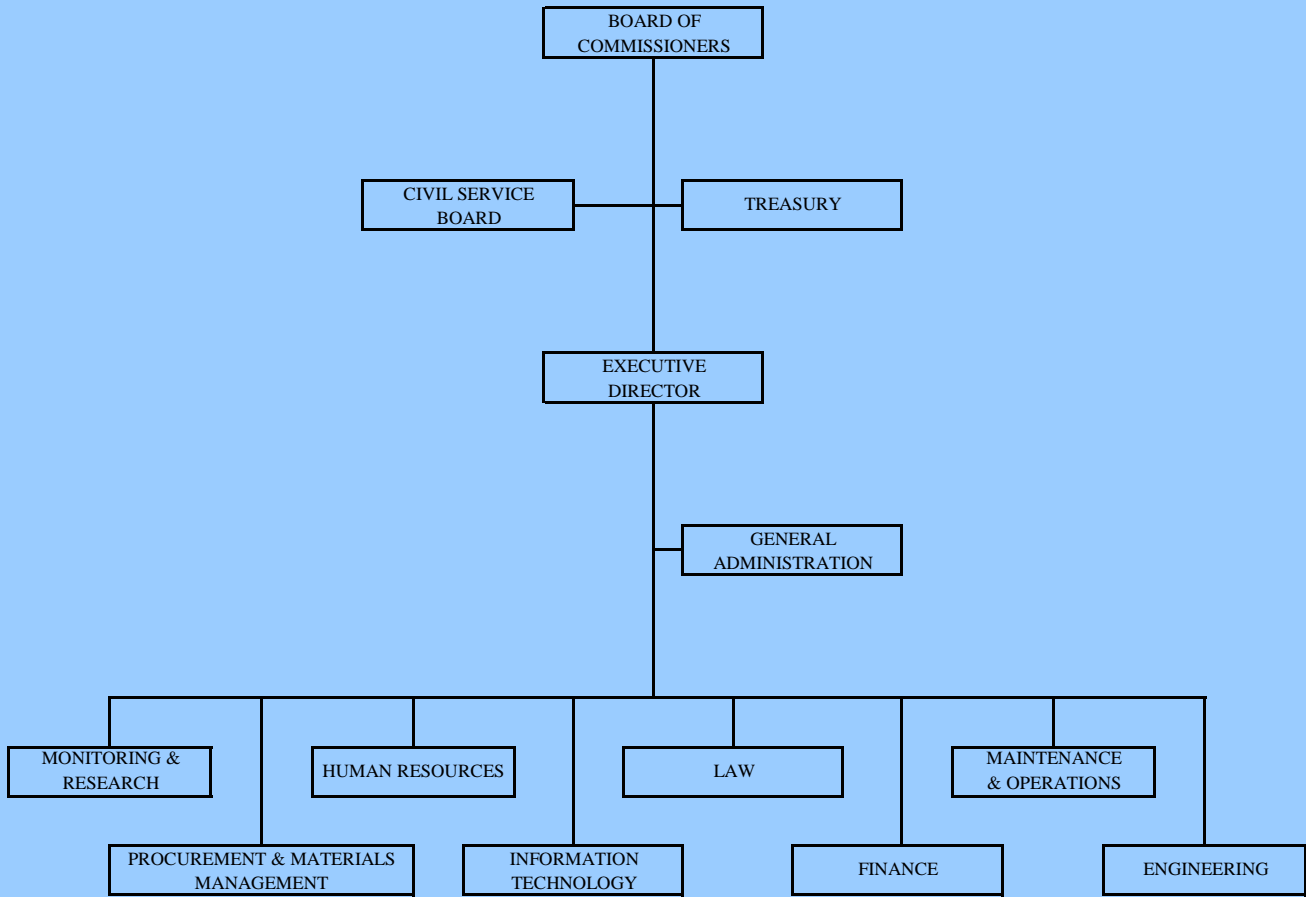 BOARD OF
COMMISSIONERS
CIVIL SERVICE
BOARD
TREASURY
EXECUTIVE
DIRECTOR
GENERAL
ADMINISTRATION
MONITORING &
RESEARCH
HUMAN RESOURCES
LAW
MAINTENANCE
& OPERATIONS
PROCUREMENT & MATERIALS
MANAGEMENT
INFORMATION
TECHNOLOGY
FINANCE
ENGINEERING